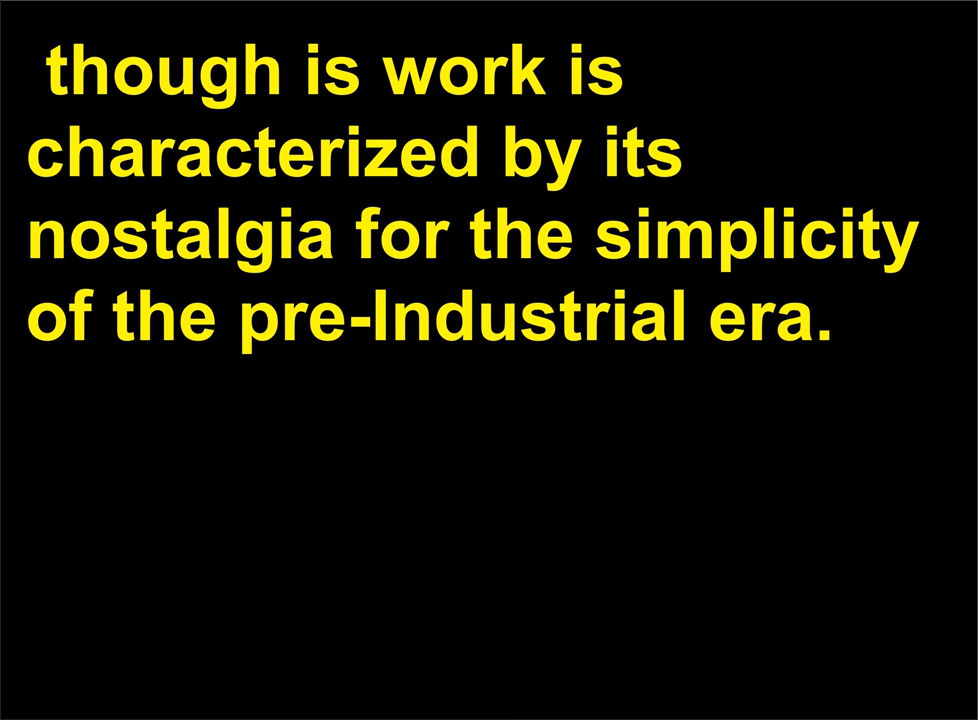 though is work is
characterized by its
nostalgia for the simplicity
of the pre-Industrial era.